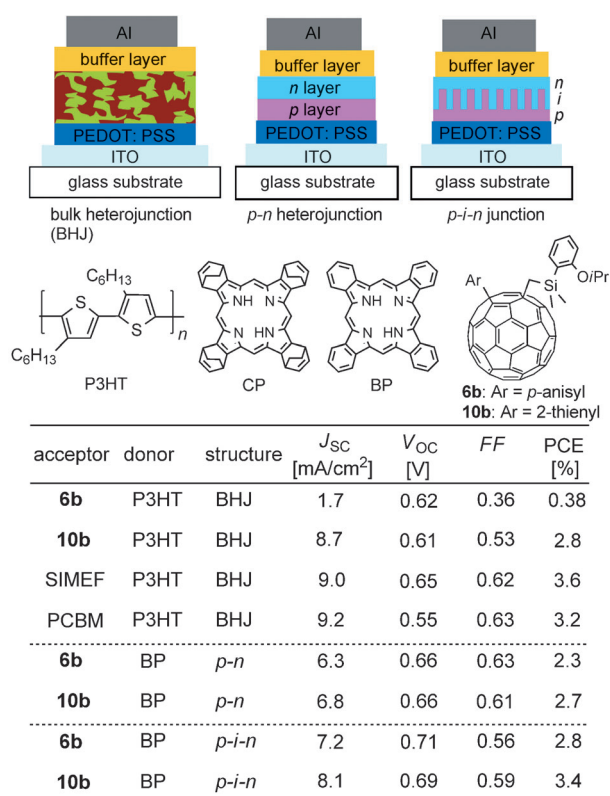 Al Al Al
buffer layer buffer layer buffer layer
n layer n
p layer i
p
PEDOT: PSS PEDOT: PSS PEDOT: PSS
ITO ITO ITO
glass substrate glass substrate glass substrate
bulk heterojunction p-n heterojunction p-i-n junction
(BHJ)
C6H13
S
S
n
C6H13
P3HT
NH N
N HN
CP
NH N
N HN
BP
Ar
Si
OiPr
6b: Ar = p-anisyl
10b: Ar = 2-thienyl
acceptor donor structure JSC [mA/cm2] VOC [V] FF PCE [%]
6b P3HT BHJ 1.7 0.62 0.36 0.38
10b P3HT BHJ 8.7 0.61 0.53 2.8
SIMEF P3HT BHJ 9.0 0.65 0.62 3.6
PCBM P3HT BHJ 9.2 0.55 0.63 3.2
6b BP p-n 6.3 0.66 0.63 2.3
10b BP p-n 6.8 0.66 0.61 2.7
6b BP p-i-n 7.2 0.71 0.56 2.8
10b BP p-i-n 8.1 0.69 0.59 3.4